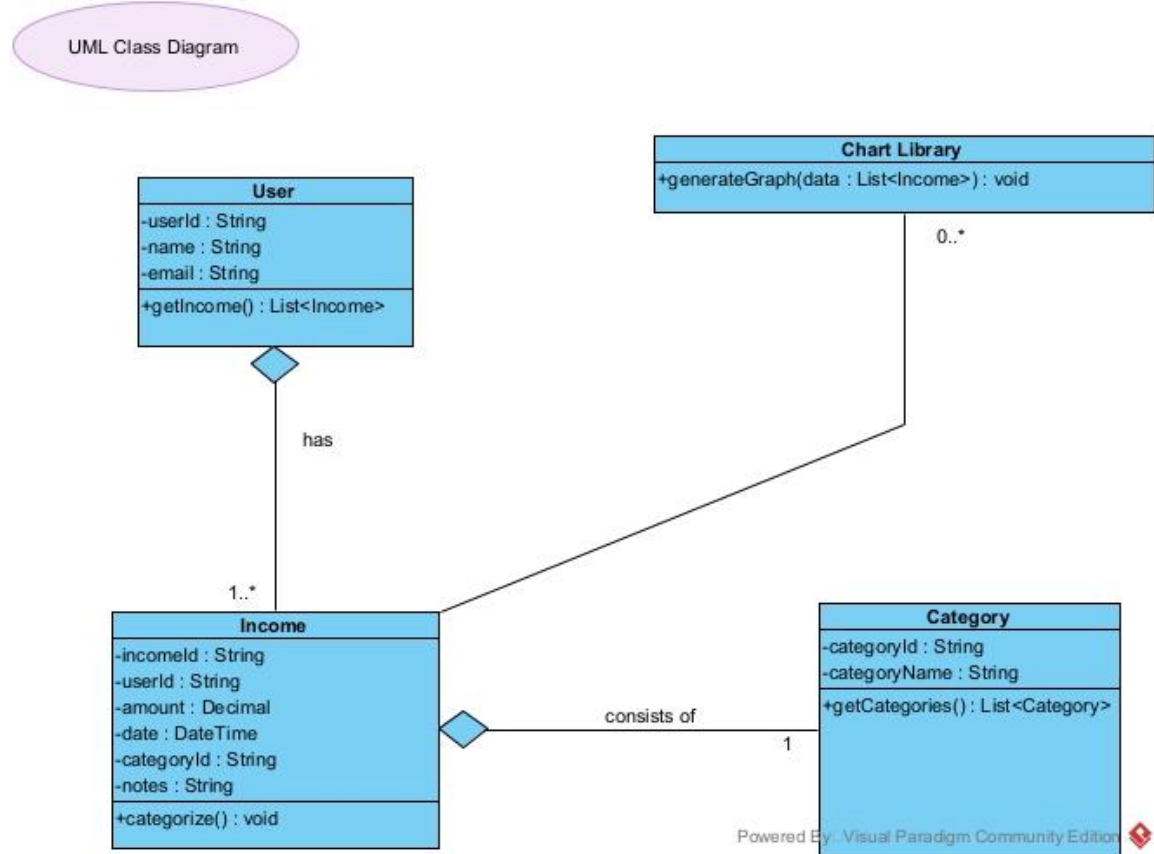 UML Class Diagram
Chart Library
+generateGraph(data : List<Income>) : void
0..*
User
-userId : String
-name : String
-email : String
+getIncome() : List<Income>
has
1..*
Income
-incomeId : String
-userId : String
-amount : Decimal
-date : DateTime
-categoryId : String
-notes : String
+categorize() : void
consists of
1
Category
-categoryId : String
-categoryName : String
+getCategories() : List<Category>
Powered By: Visual Paradigm Community Edition